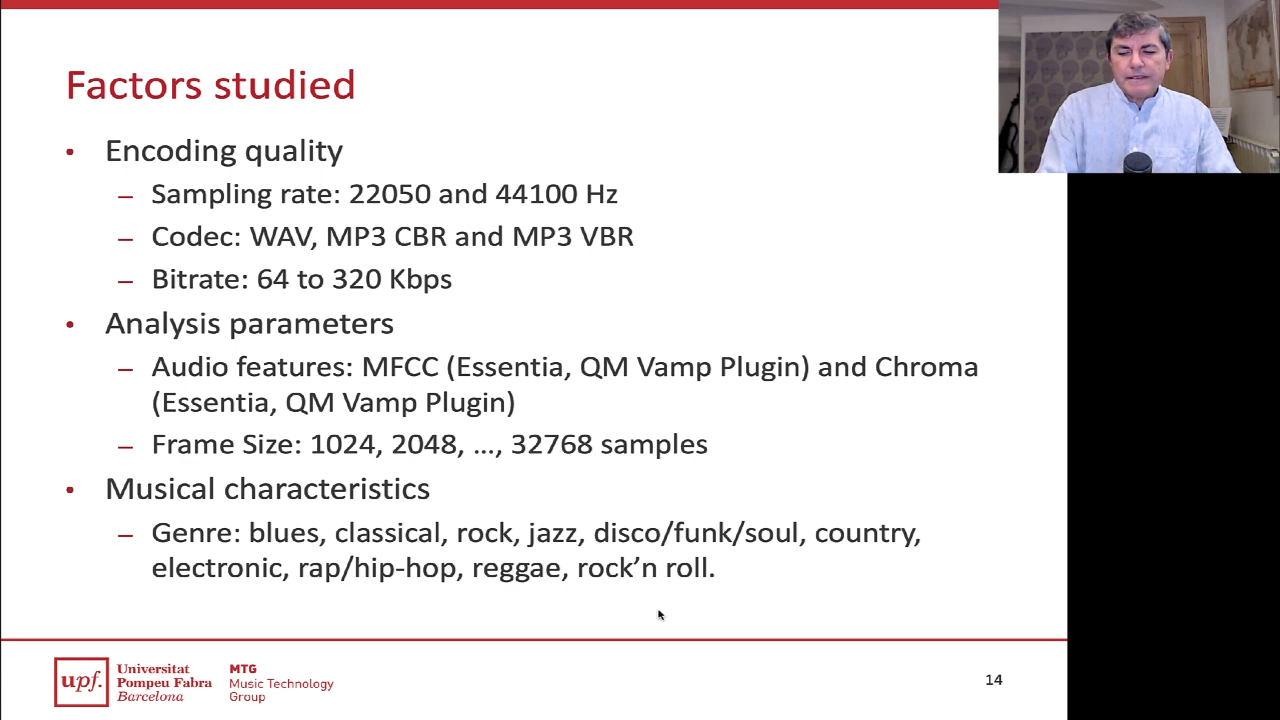 Factors studied
• Encoding quality
– Sampling rate: 22050 and 44100 Hz
– Codec: WAV, MP3 CBR and MP3 VBR
– Bitrate: 64 to 320 Kbps
• Analysis parameters
– Audio features: MFCC (Essentia, QM Vamp Plugin) and Chroma
(Essentia, QM Vamp Plugin)
– Frame Size: 1024, 2048, …, 32768 samples
• Musical characteristics
– Genre: blues, classical, rock, jazz, disco/funk/soul, country,
electronic, rap/hip-hop, reggae, rock’n roll.
upf.
Universitat
Pompeu Fabra
Barcelona
MTG
Music Technology
Group
14